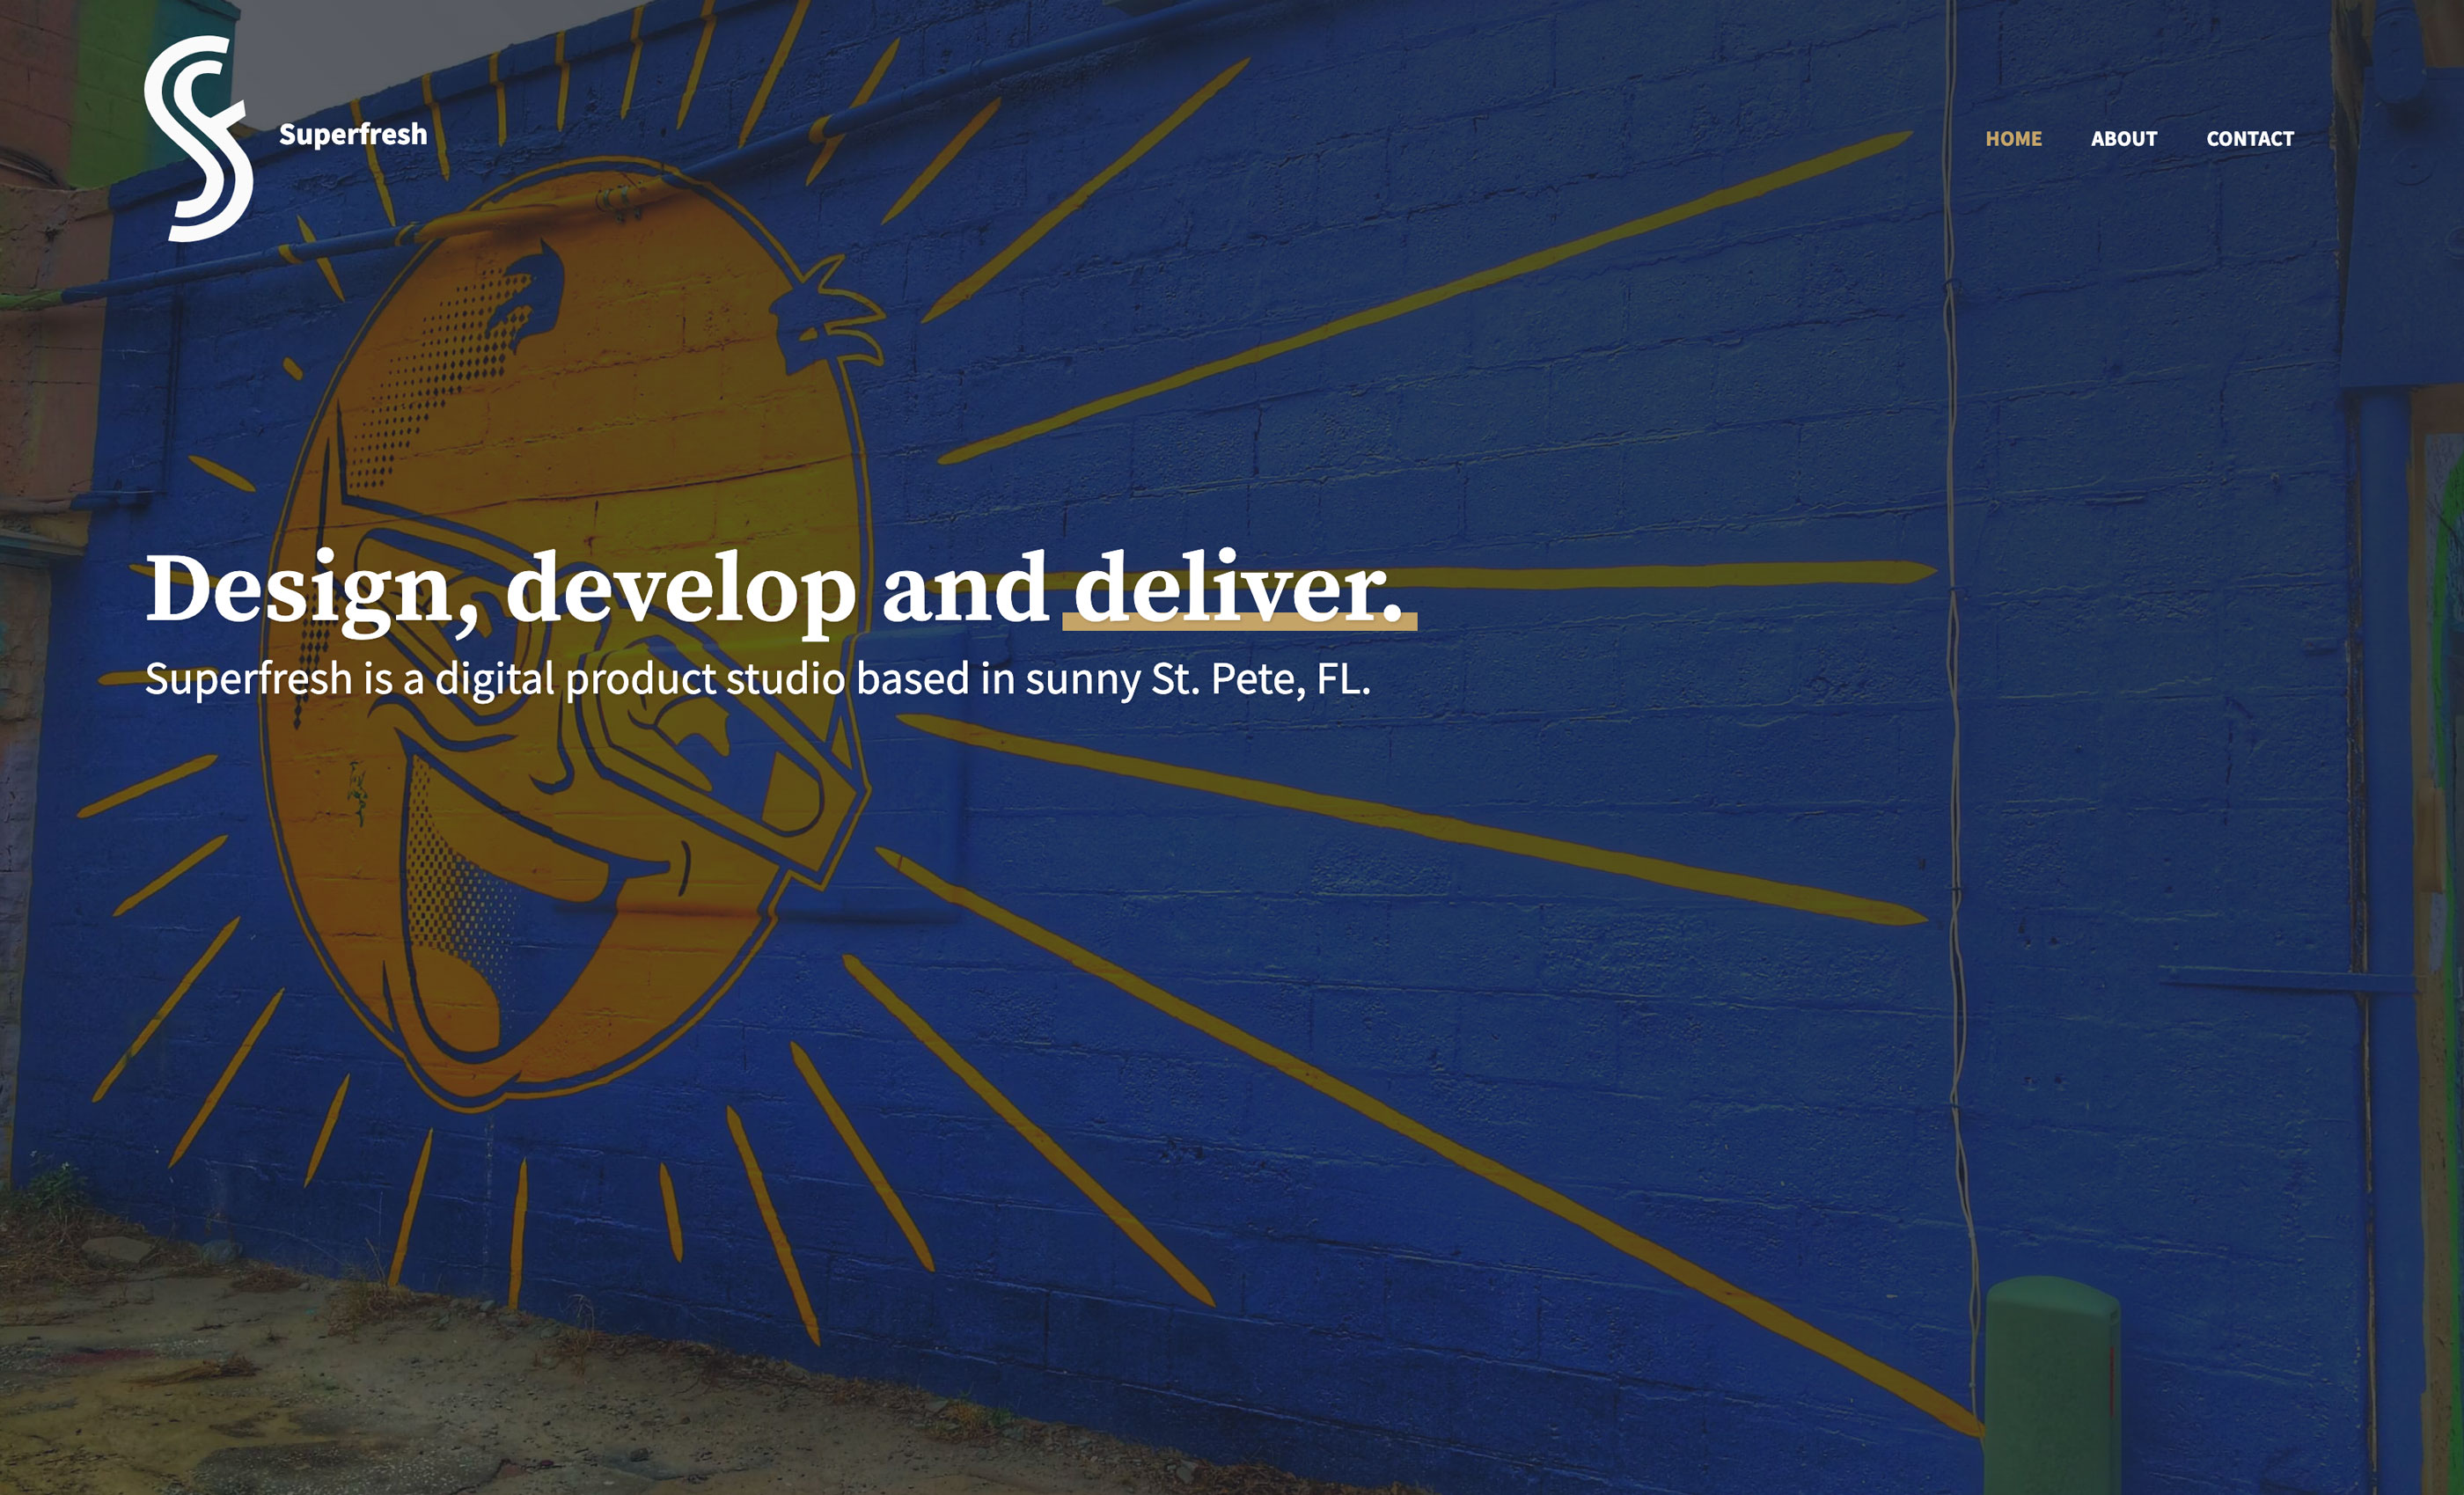 Superfresh
HOME ABOUT CONTACT
Design, develop and deliver.
Superfresh is a digital product studio based in sunny St. Pete, FL.